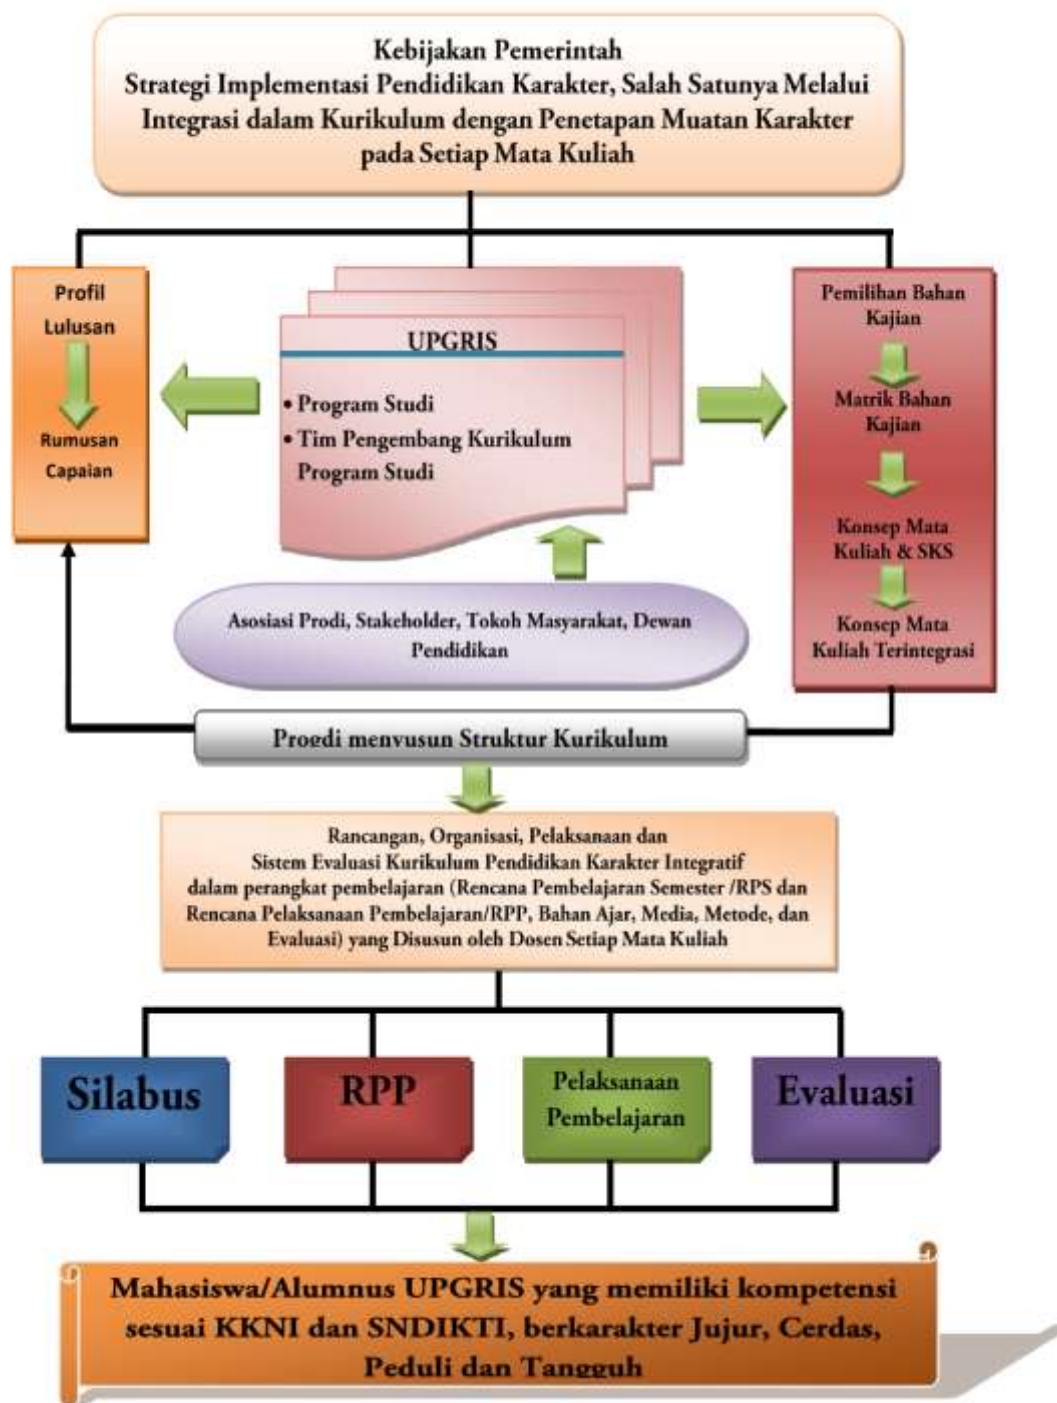 Kebijakan Pemerintah
Strategi Implementasi Pendidikan Karakter, Salah Satunya Melalui
Integrasi dalam Kurikulum dengan Penetapan Muatan Karakter
pada Setiap Mata Kuliah
Profil
Lulusan
Rumusan
Capaian
UPGRIS
• Program Studi
• Tim Pengembang Kurikulum
Program Studi
Pemilihan Bahan
Kajian
Matrik Bahan
Kajian
Konsep Mata
Kuliah & SKS
Konsep Mata
Kuliah Terintegrasi
Asosiasi Prodi, Stakeholder, Tokoh Masyarakat, Dewan
Pendidikan
Progdi menyusun Struktur Kurikulum
Rancangan, Organisasi, Pelaksanaan dan
Sistem Evaluasi Kurikulum Pendidikan Karakter Integratif
dalam perangkat pembelajaran (Rencana Pembelajaran Semester /RPS dan
Rencana Pelaksanaan Pembelajaran/RPP, Bahan Ajar, Media, Metode, dan
Evaluasi) yang Disusun oleh Dosen Setiap Mata Kuliah
Silabus
RPP
Pelaksanaan
Pembelajaran
Evaluasi
Mahasiswa/Alumnus UPGRIS yang memiliki kompetensi
sesuai KKNI dan SNDIKTI, berkarakter Jujur, Cerdas,
Peduli dan Tangguh